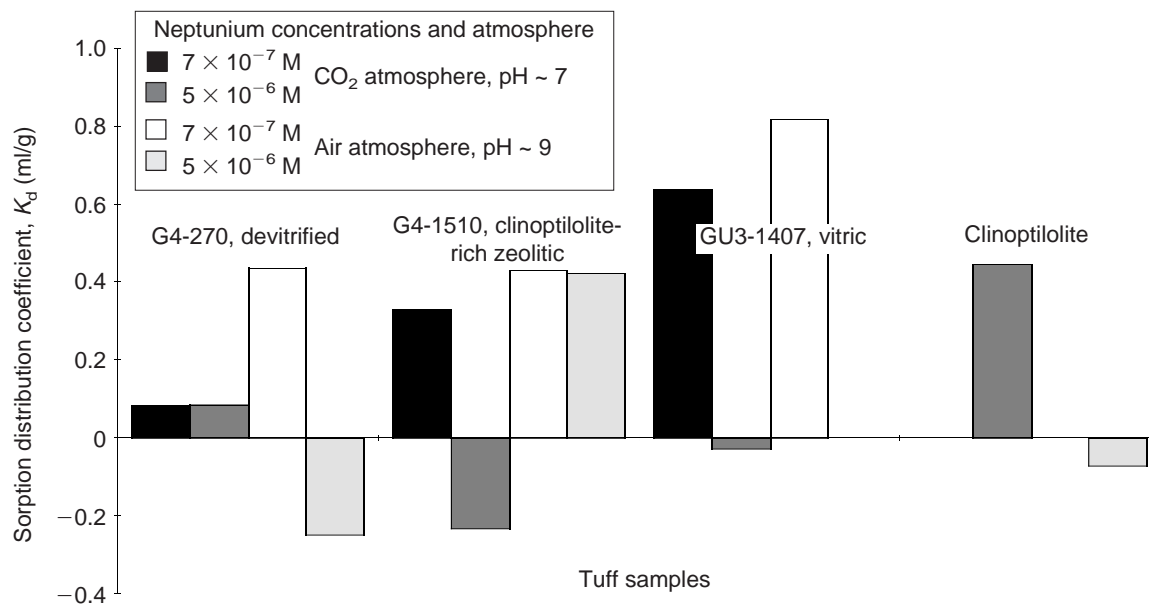 Neptunium concentrations and atmosphere
7 × 10⁻⁷ M
5 × 10⁻⁶ M
CO₂ atmosphere, pH ~ 7
7 × 10⁻⁷ M
5 × 10⁻⁶ M
Air atmosphere, pH ~ 9
Sorption distribution coefficient, K_d (ml/g)
1.0
0.8
0.6
0.4
0.2
0
−0.2
−0.4
G4-270, devitrified
G4-1510, clinoptilolite-
rich zeolitic
GU3-1407, vitric
Clinoptilolite
Tuff samples